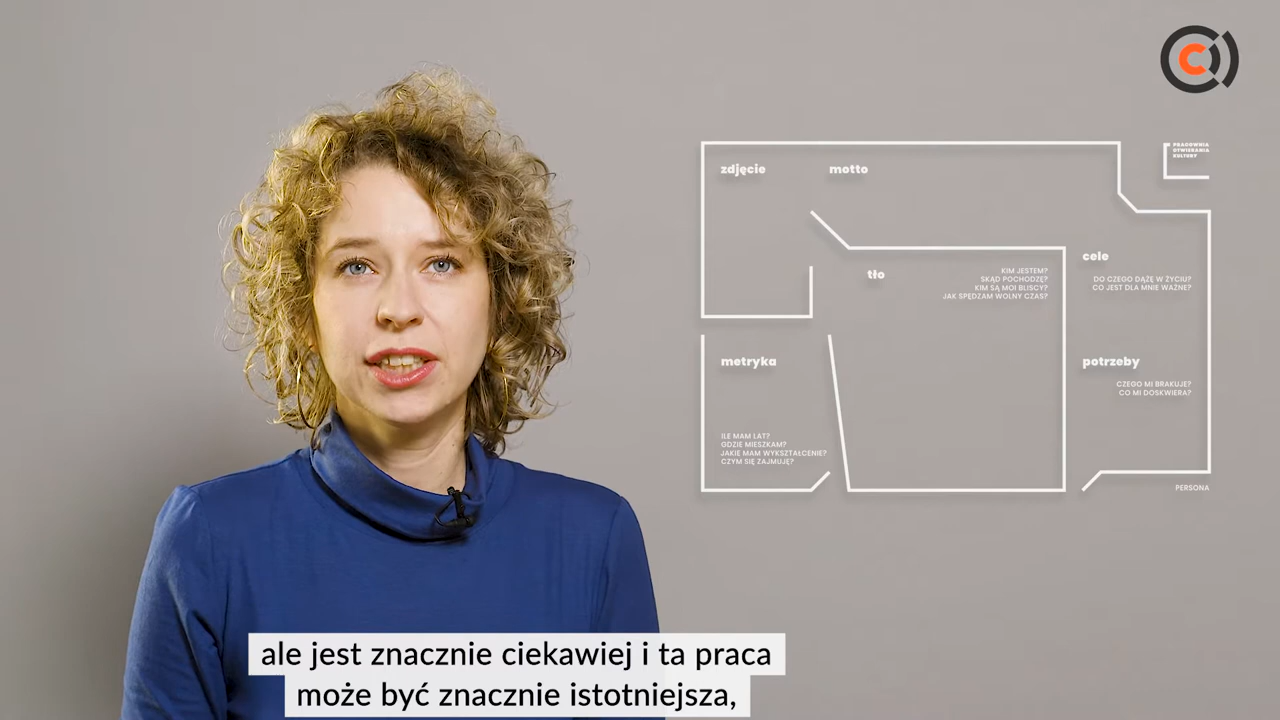 PRACOWNIA
OTWIERANIA
KULTURY
zdjęcie
motto
cele
DO CZEGO DĄŻĘ W ŻYCIU?
CO JEST DLA MNIE WAŻNE?
tło
KIM JESTEM?
SKĄD POCHODZĘ?
KIM SĄ MOI BLISCY?
JAK SPĘDZAM WOLNY CZAS?
metryka
ILE MAM LAT?
GDZIE MIESZKAM?
JAKIE MAM WYKSZTAŁCENIE?
CZYM SIĘ ZAJMUJĘ?
potrzeby
CZEGO MI BRAKUJE?
CO MI DOSKWIERA?
PERSONA
ale jest znacznie ciekawiej i ta praca
może być znacznie istotniejsza,